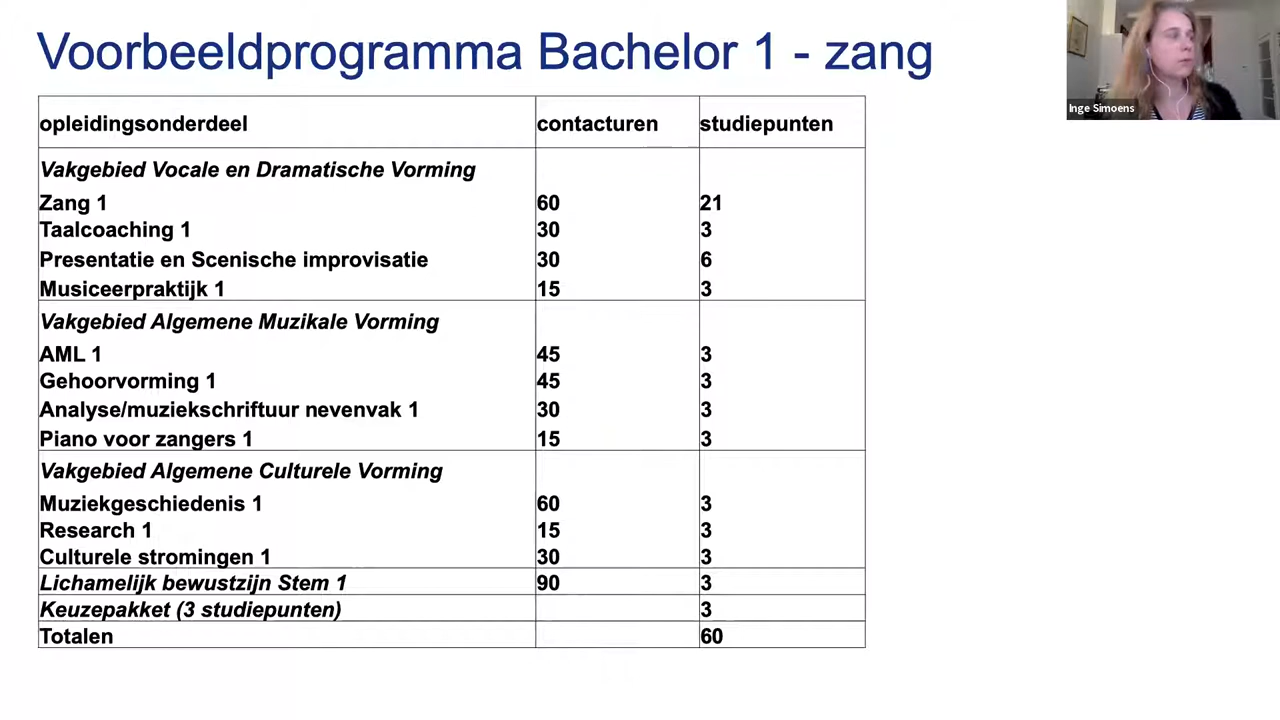 Voorbeeldprogramma Bachelor 1 - zang
Inge Simoens
opleidingsonderdeel contacturen studiepunten
Vakgebied Vocale en Dramatische Vorming
Zang 1 60 21
Taalcoaching 1 30 3
Presentatie en Scenische improvisatie 30 6
Musiceerpraktijk 1 15 3
Vakgebied Algemene Muzikale Vorming
AML 1 45 3
Gehoorvorming 1 45 3
Analyse/muziekschriftuur nevenvak 1 30 3
Piano voor zangers 1 15 3
Vakgebied Algemene Culturele Vorming
Muziekgeschiedenis 1 60 3
Research 1 15 3
Culturele stromingen 1 30 3
Lichamelijk bewustzijn Stem 1 90 3
Keuzepakket (3 studiepunten) 3
Totalen 60